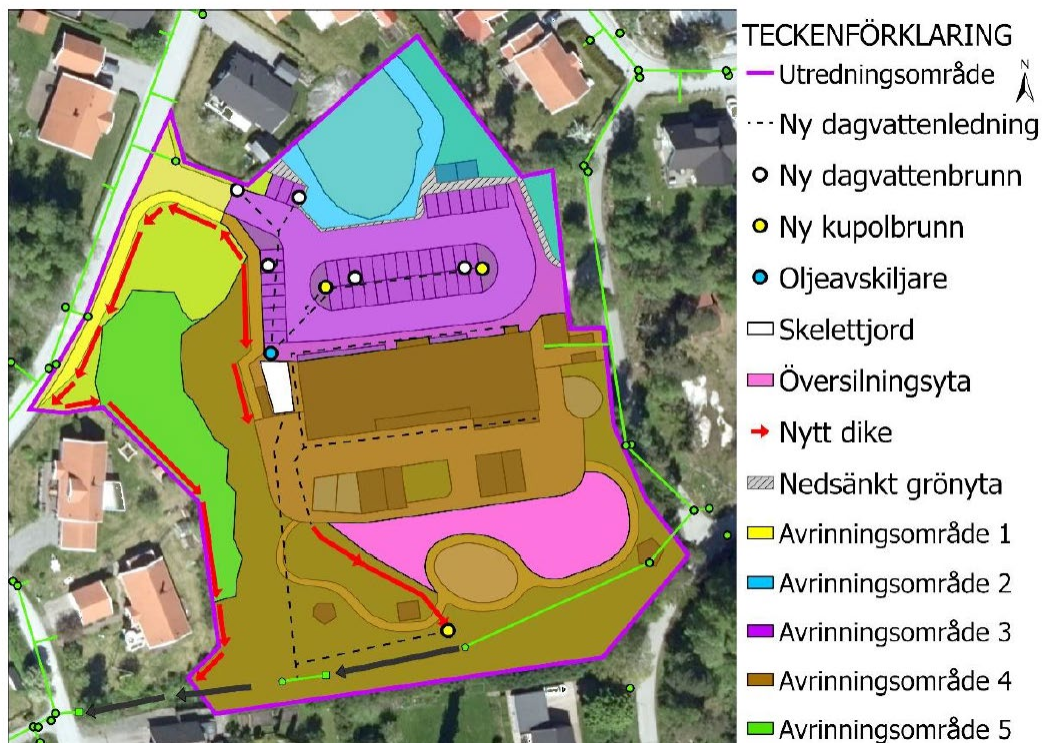 TECKENFÖRKLARING
Utredningsområde
N
Ny dagvattenledning
Ny dagvattenbrunn
Ny kupolbrunn
Oljeavskiljare
Skelettjord
Översilningsyta
Nytt dike
Nedsänkt grönyta
Avrinningsområde 1
Avrinningsområde 2
Avrinningsområde 3
Avrinningsområde 4
Avrinningsområde 5